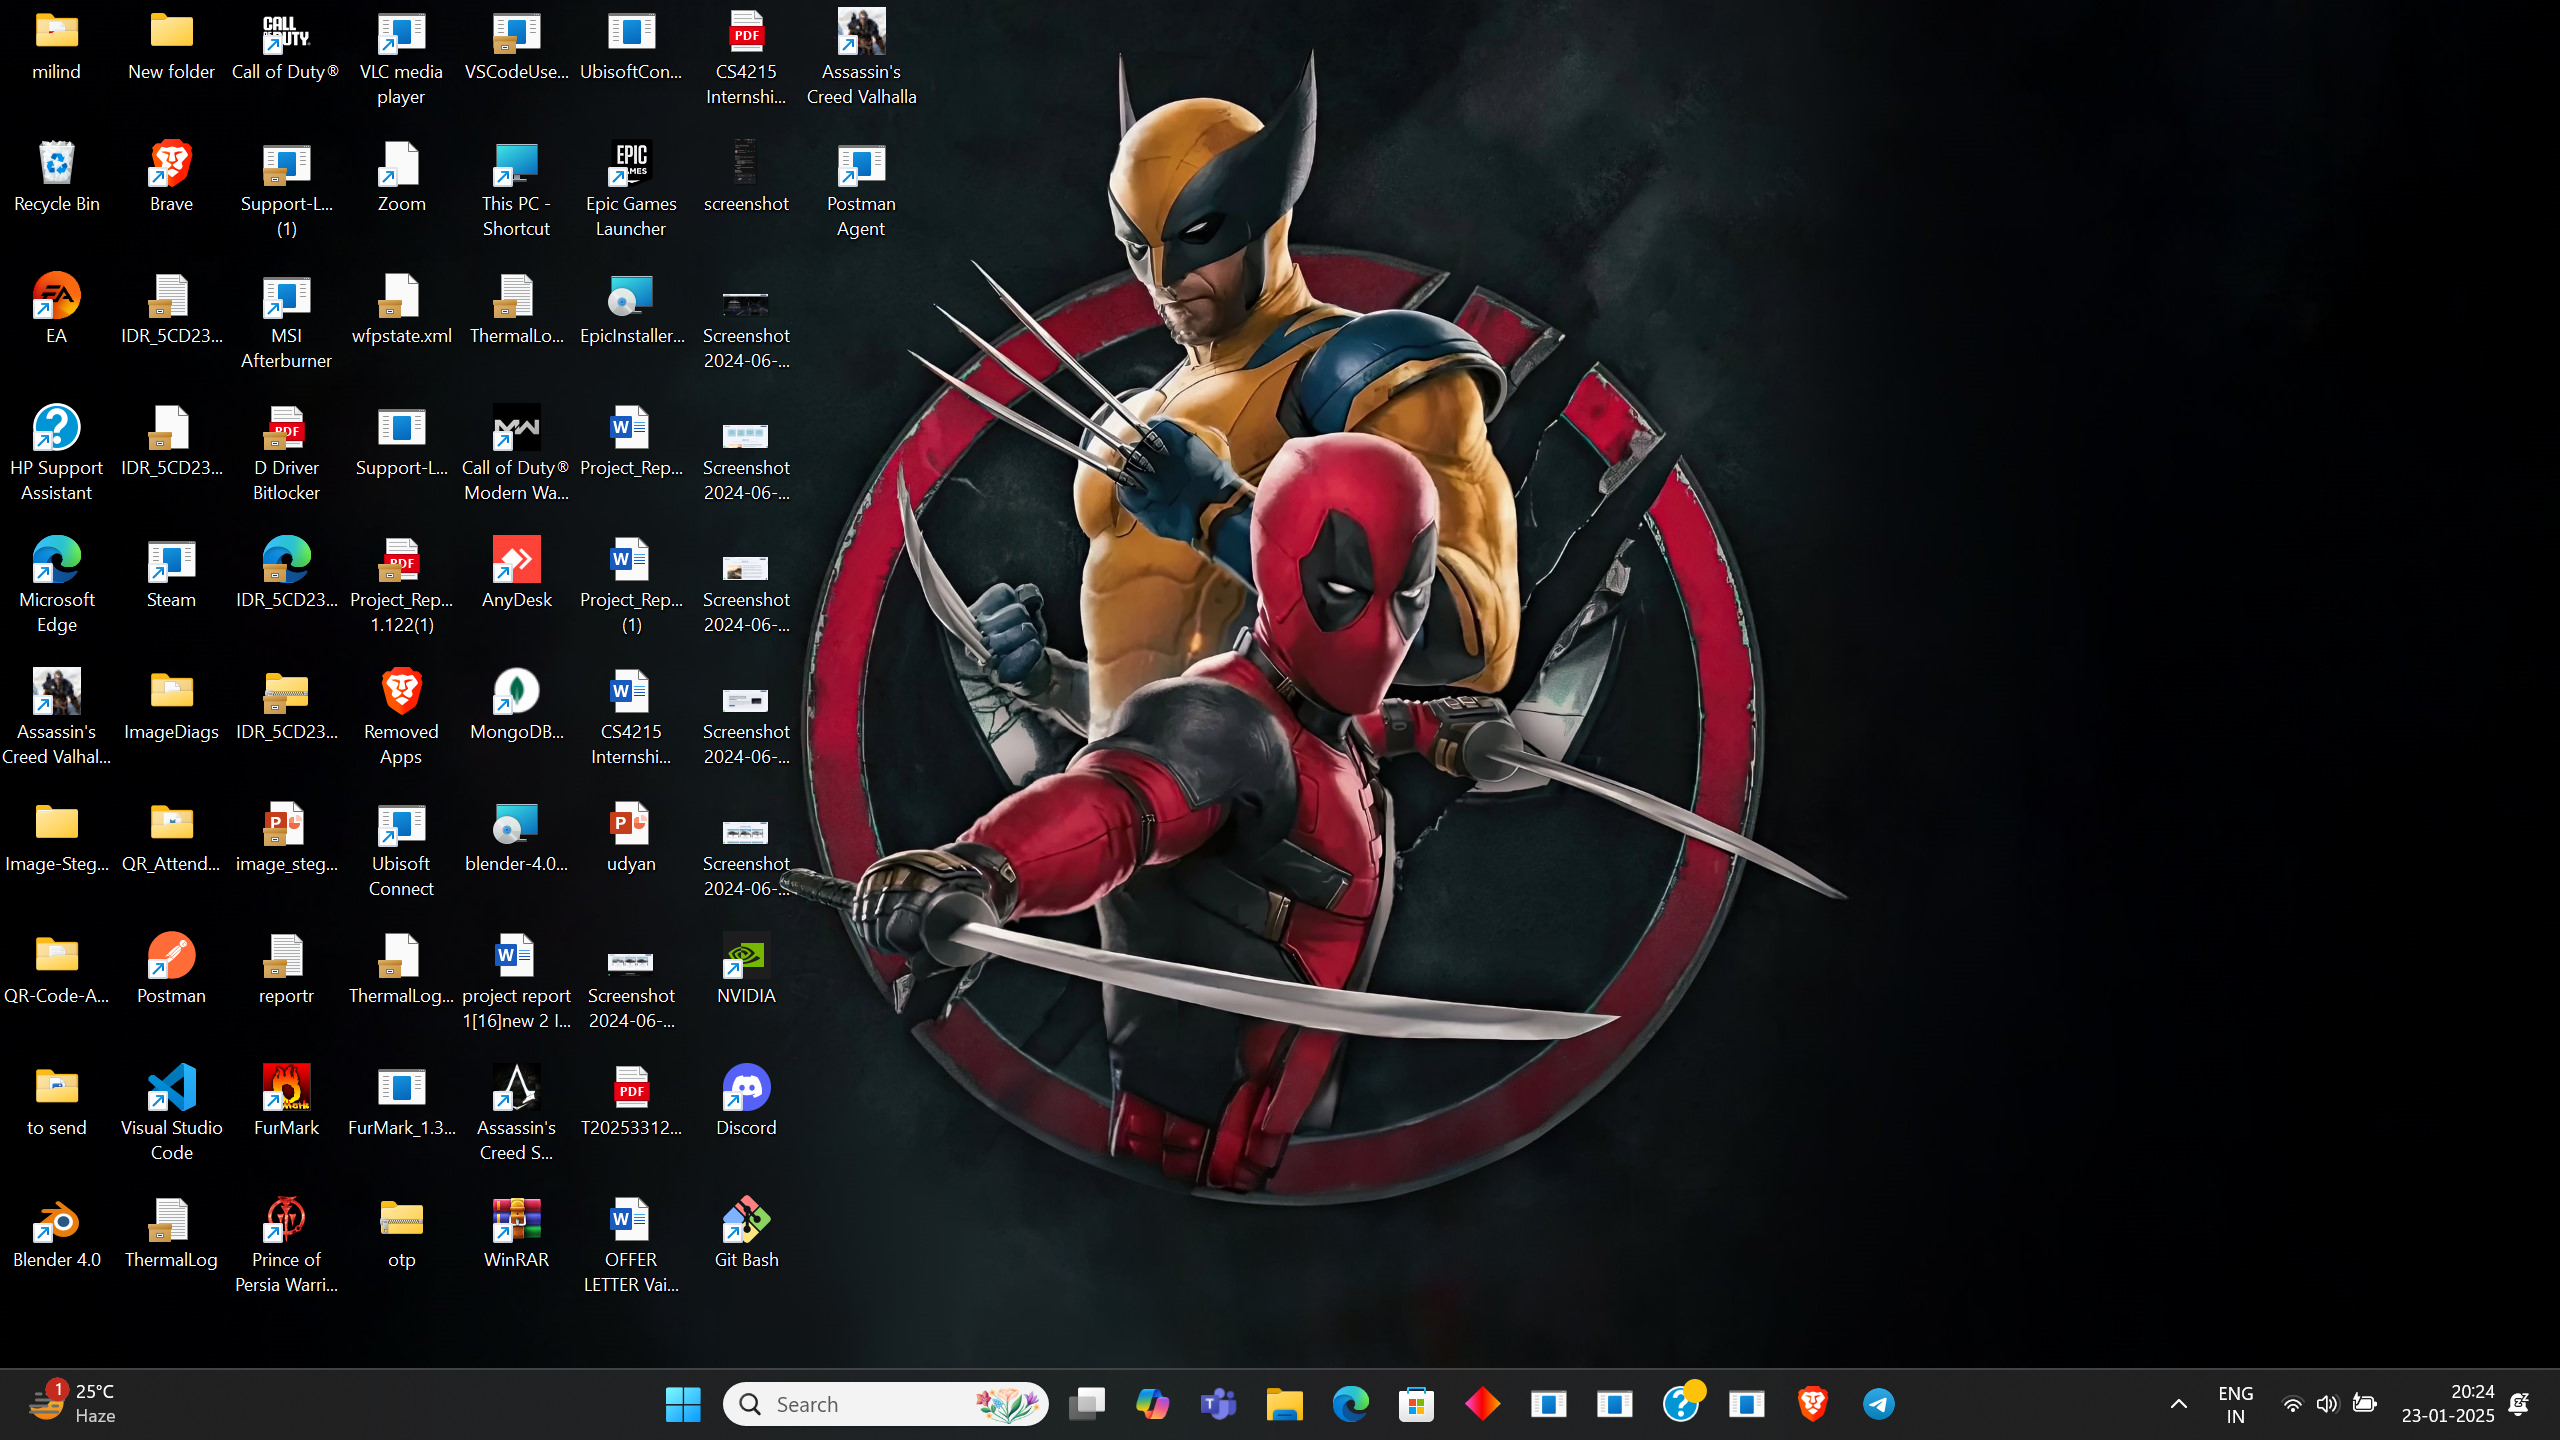 milind
New folder
Call of Duty®
VLC media
player
VSCodeUse...
UbisoftCon...
CS4215
Internshi...
Assassin's
Creed Valhalla
Recycle Bin
Brave
Support-L...
(1)
Zoom
This PC -
Shortcut
Epic Games
Launcher
screenshot
Postman
Agent
EA
IDR_5CD23...
MSI
Afterburner
wfpstate.xml
ThermalLo...
EpicInstaller...
Screenshot
2024-06-...
HP Support
Assistant
IDR_5CD23...
D Driver
Bitlocker
Support-L...
Call of Duty®
Modern Wa...
Project_Rep...
Screenshot
2024-06-...
Microsoft
Edge
Steam
IDR_5CD23...
Project_Rep...
1.122(1)
AnyDesk
Project_Rep...
(1)
Screenshot
2024-06-...
Assassin's
Creed Valhal...
ImageDiags
IDR_5CD23...
Removed
Apps
MongoDB...
CS4215
Internshi...
Screenshot
2024-06-...
Image-Steg...
QR_Attend...
image_steg...
Ubisoft
Connect
blender-4.0...
udyan
Screenshot
2024-06-...
QR-Code-A...
Postman
reportr
ThermalLog...
project report
1[16]new 2 I...
Screenshot
2024-06-...
NVIDIA
to send
Visual Studio
Code
FurMark
FurMark_1.3...
Assassin's
Creed S...
T20253312...
Discord
Blender 4.0
ThermalLog
Prince of
Persia Warri...
otp
WinRAR
OFFER
LETTER Vai...
Git Bash
1
25°C
Haze
Search
ENG
IN
20:24
23-01-2025